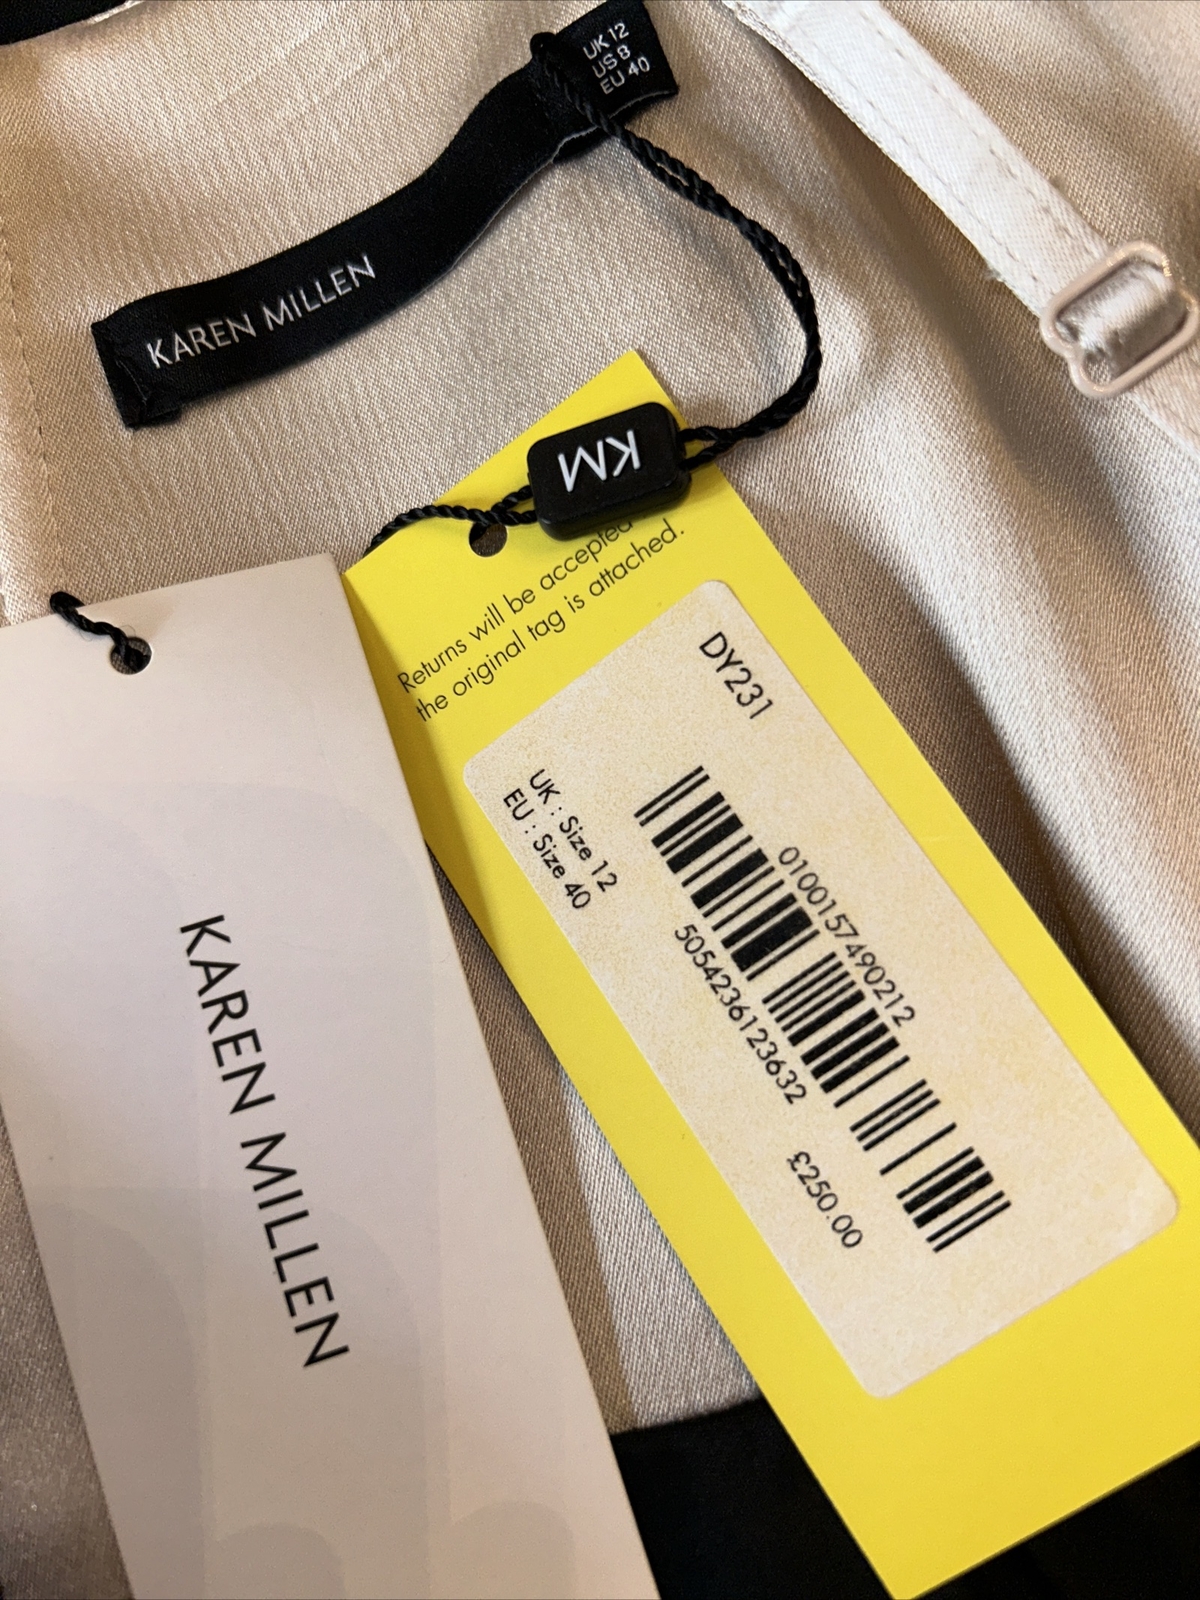 UK 12
US 8
EU 40
KAREN MILLEN
KM
Returns will be accepted
the original tag is attached.
DY231
UK : Size 12
EU : Size 40
0100157490212
5054236123632
£250.00
KAREN MILLEN